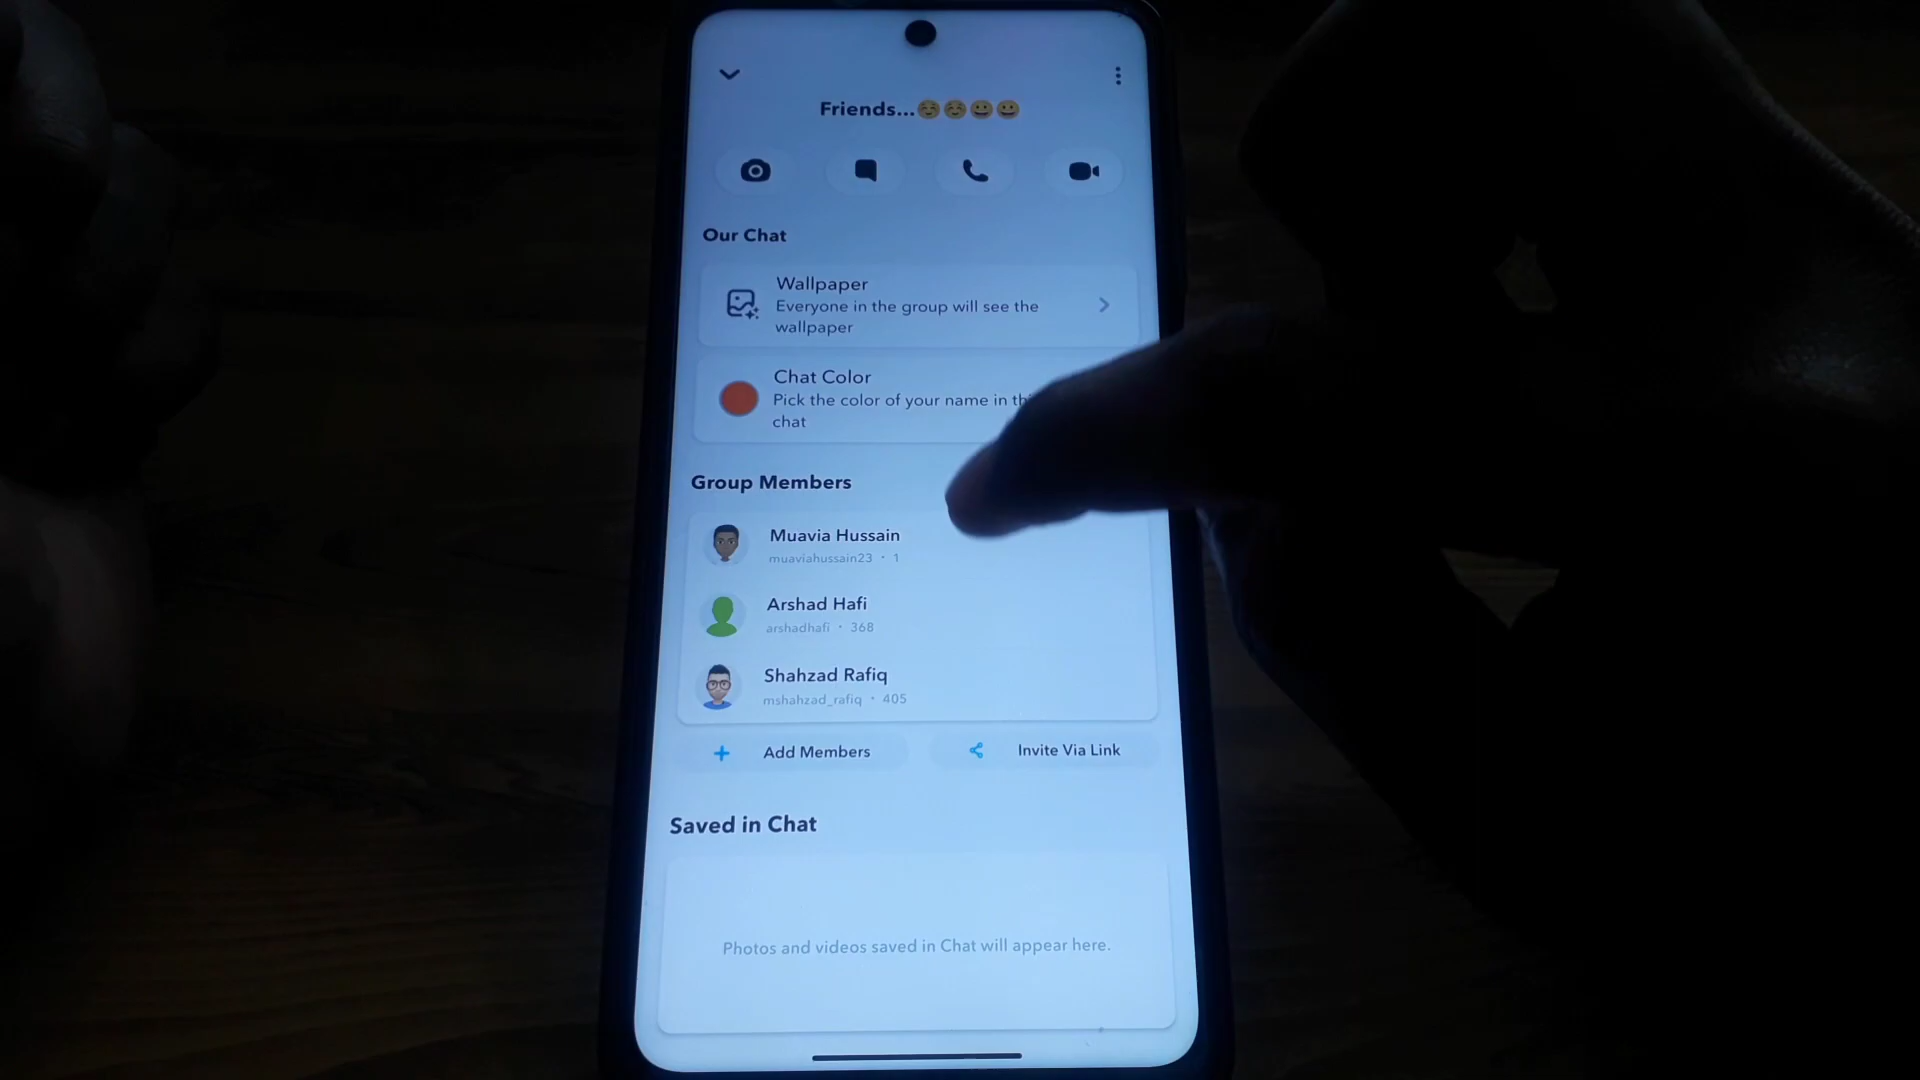 Friends...☺️☺️😀😀
Our Chat
Wallpaper
Everyone in the group will see the
wallpaper
Chat Color
Pick the color of your name in
chat
Group Members
Muavia Hussain
muaviahussain23 • 1
Arshad Hafi
arshadhafi • 368
Shahzad Rafiq
mshahzad_rafiq • 405
Add Members
Invite Via Link
Saved in Chat
Photos and videos saved in Chat will appear here.